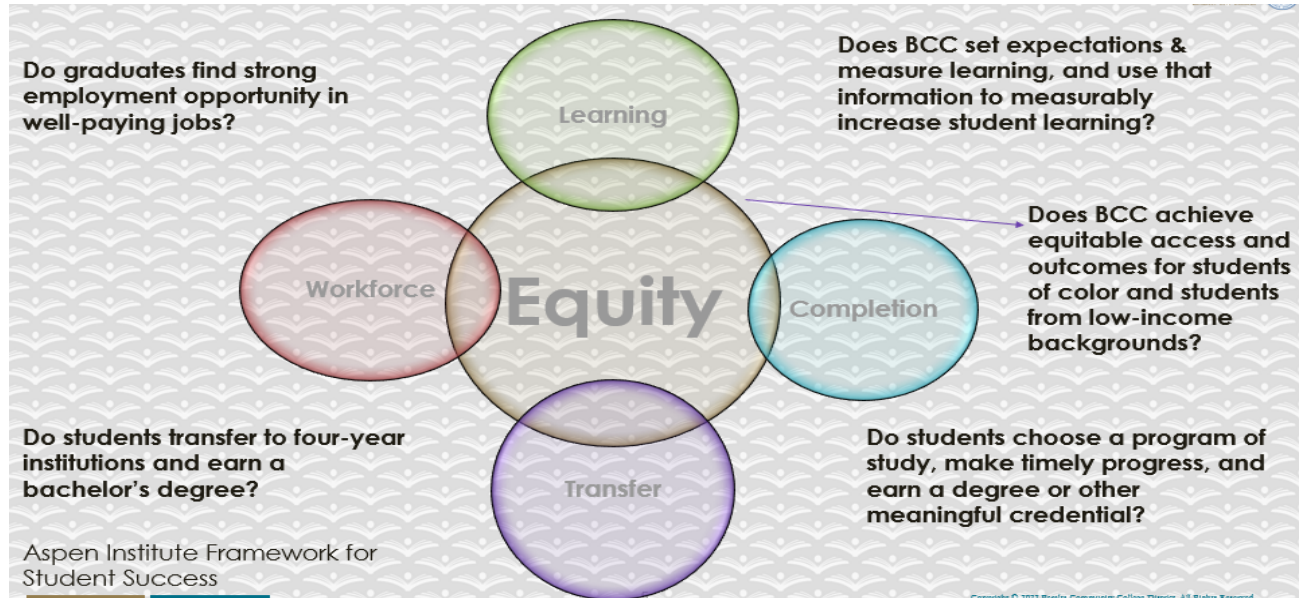 Do graduates find strong
employment opportunity in
well-paying jobs?
Learning
Does BCC set expectations &
measure learning, and use that
information to measurably
increase student learning?
Workforce
Equity
Completion
Does BCC achieve
equitable access and
outcomes for students
of color and students
from low-income
backgrounds?
Do students transfer to four-year
institutions and earn a
bachelor's degree?
Transfer
Do students choose a program of
study, make timely progress, and
earn a degree or other
meaningful credential?
Aspen Institute Framework for
Student Success